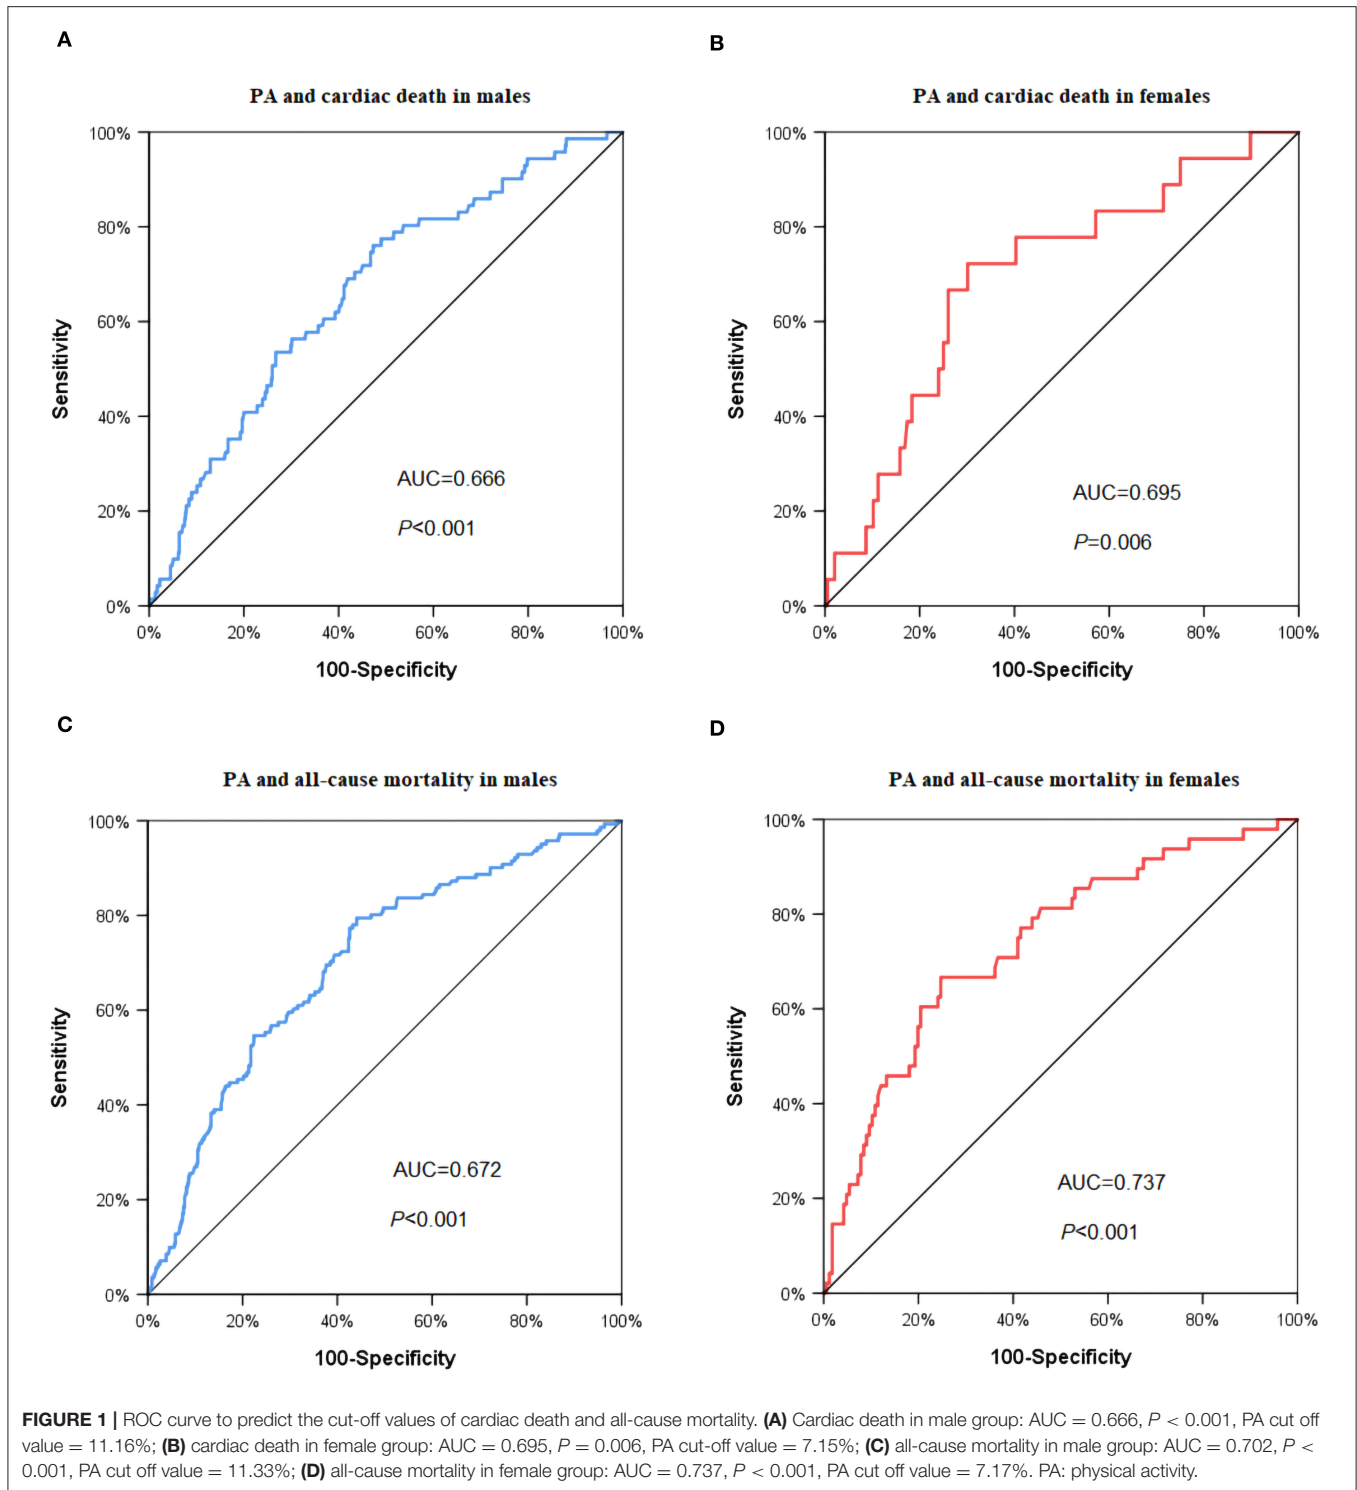 A
PA and cardiac death in males
100%
80%
60%
40%
20%
0%
Sensitivity
AUC=0.666
P<0.001
0% 20% 40% 60% 80% 100%
100-Specificity
B
PA and cardiac death in females
100%
80%
60%
40%
20%
0%
Sensitivity
AUC=0.695
P=0.006
0% 20% 40% 60% 80% 100%
100-Specificity
C
PA and all-cause mortality in males
100%
80%
60%
40%
20%
0%
Sensitivity
AUC=0.672
P<0.001
0% 20% 40% 60% 80% 100%
100-Specificity
D
PA and all-cause mortality in females
100%
80%
60%
40%
20%
0%
Sensitivity
AUC=0.737
P<0.001
0% 20% 40% 60% 80% 100%
100-Specificity
FIGURE 1 | ROC curve to predict the cut-off values of cardiac death and all-cause mortality. (A) Cardiac death in male group: AUC = 0.666, P < 0.001, PA cut off
value = 11.16%; (B) cardiac death in female group: AUC = 0.695, P = 0.006, PA cut-off value = 7.15%; (C) all-cause mortality in male group: AUC = 0.702, P <
0.001, PA cut off value = 11.33%; (D) all-cause mortality in female group: AUC = 0.737, P < 0.001, PA cut off value = 7.17%. PA: physical activity.